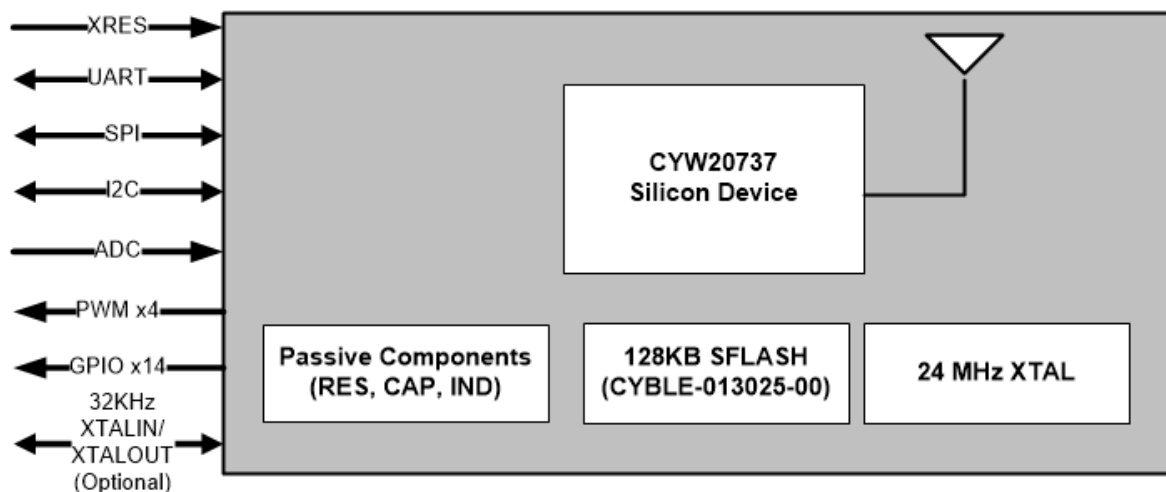 XRES
UART
SPI
I2C
ADC
PWM x4
GPIO x14
32KHz
XTALIN/
XTALOUT
(Optional)
CYW20737
Silicon Device
Passive Components
(RES, CAP, IND)
128KB SFLASH
(CYBLE-013025-00)
24 MHz XTAL